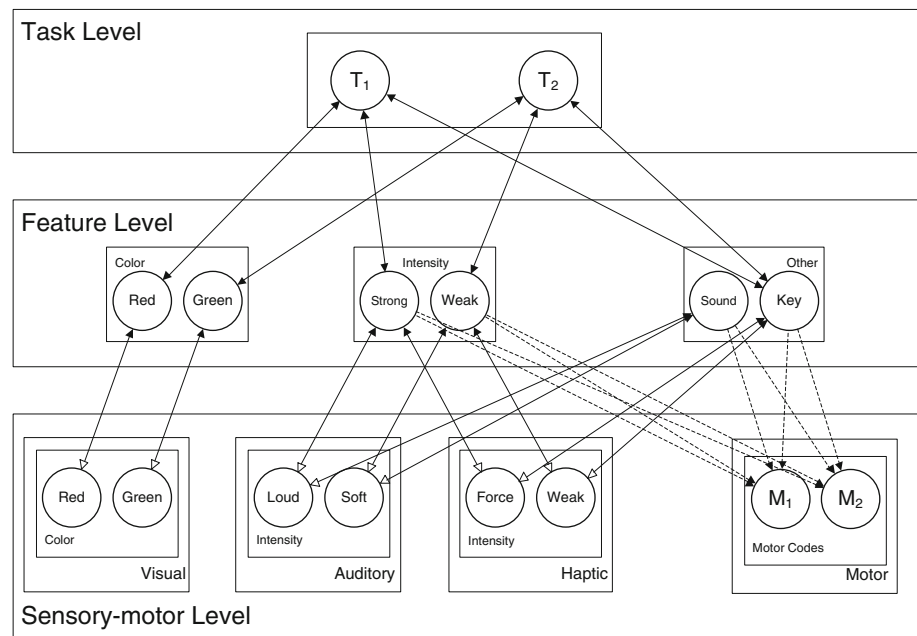 Task Level
T1 T2
Feature Level
Color Intensity Other
Red Green Strong Weak Sound Key
Red Green Loud Soft Force Weak M1 M2
Color Intensity Intensity Motor Codes
Visual Auditory Haptic Motor
Sensory-motor Level